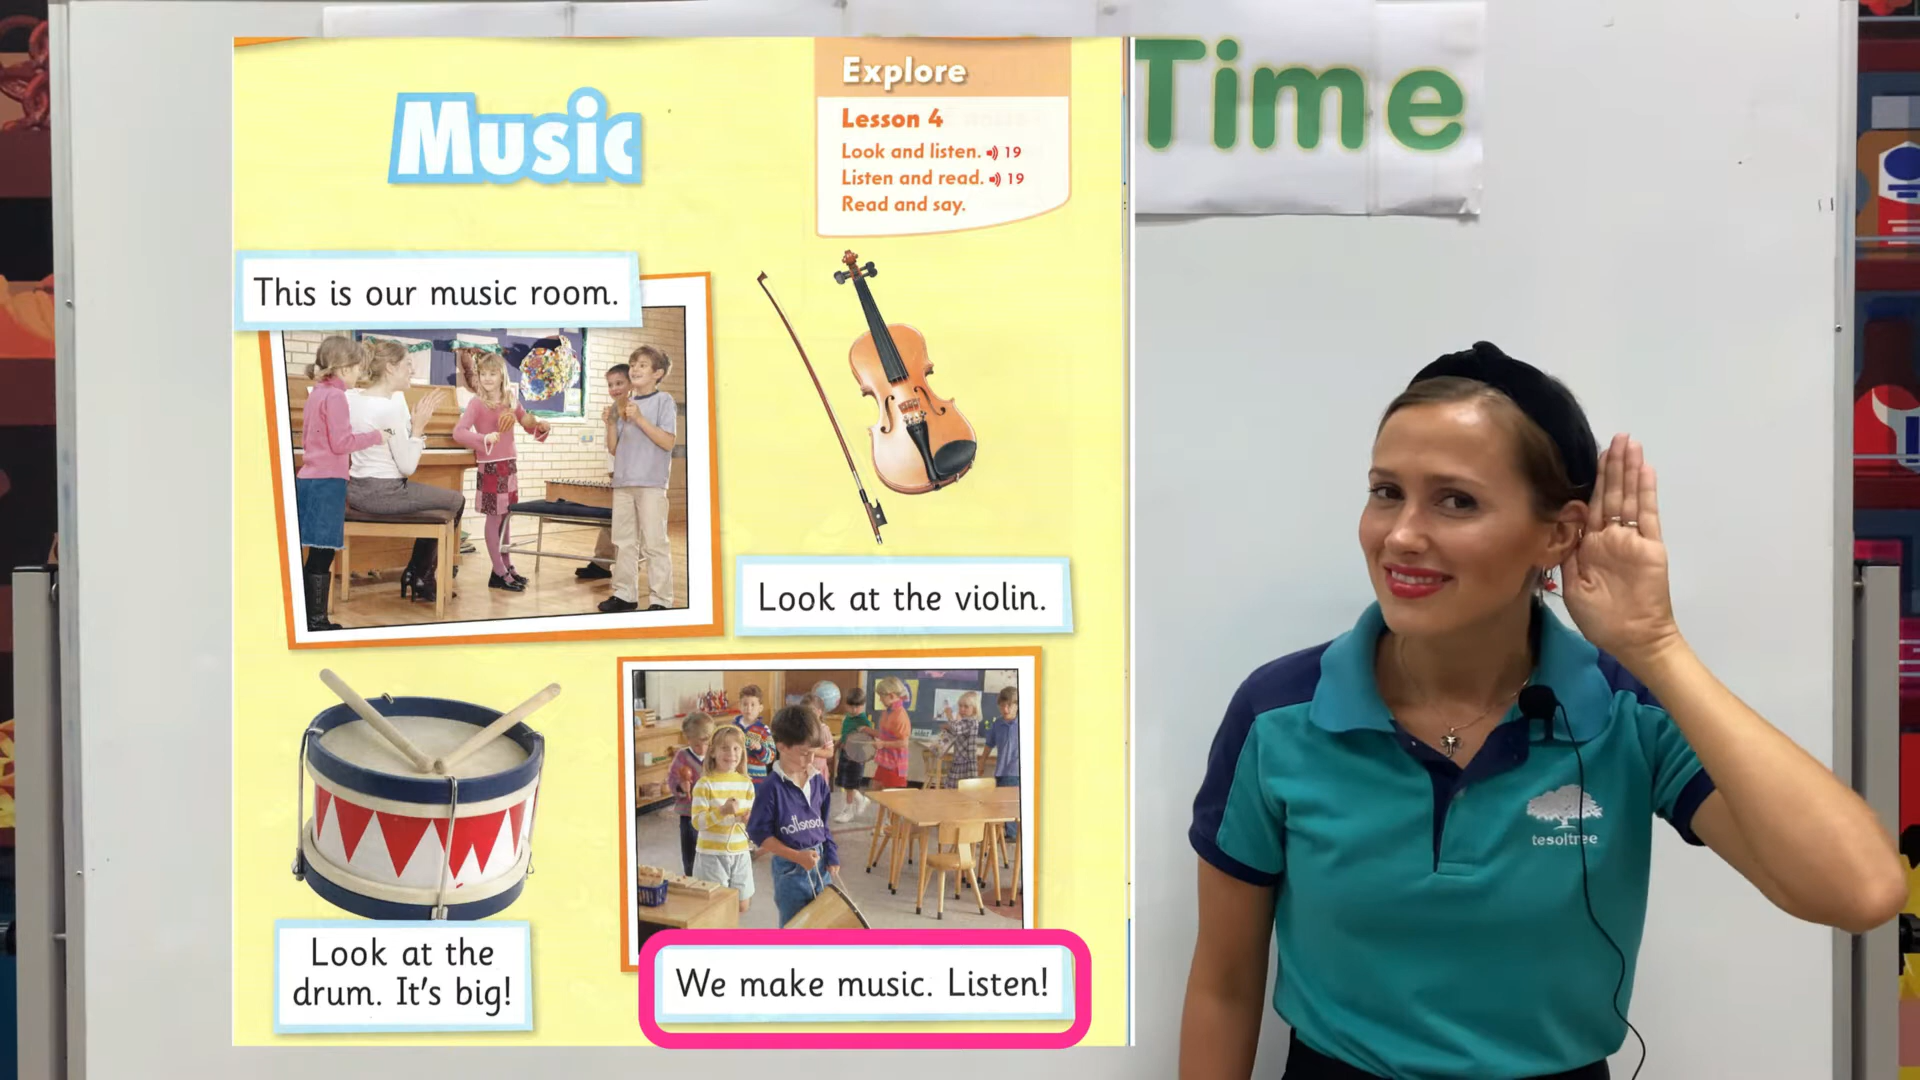 Time
Music
Explore
Lesson 4
Look and listen. 19
Listen and read. 19
Read and say.
This is our music room.
Look at the violin.
Look at the
drum. It's big!
We make music. Listen!
tesoltree